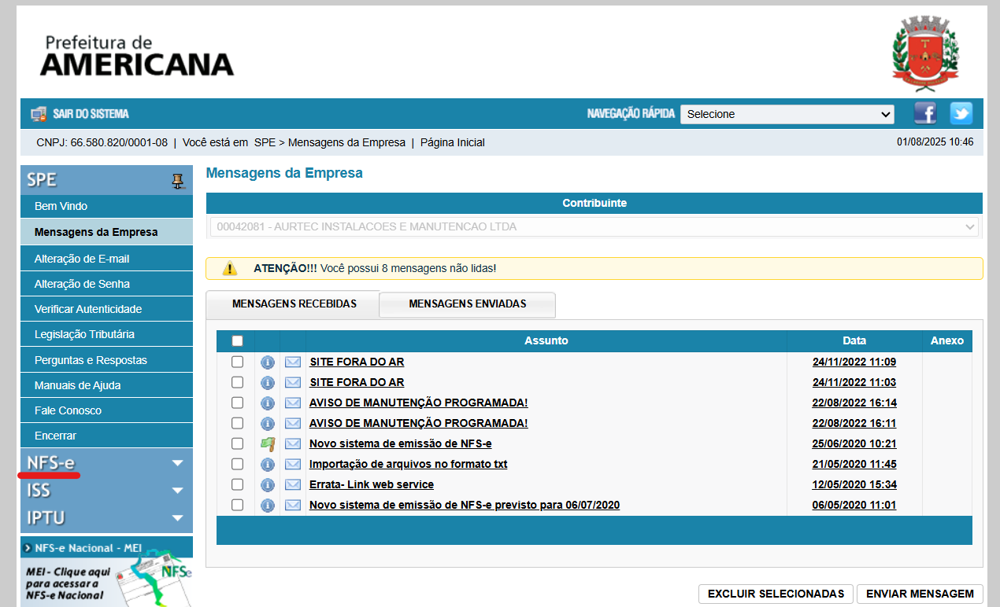 Prefeitura de
AMERICANA
SAIR DO SISTEMA
NAVEGAÇÃO RÁPIDA Selecione
CNPJ: 66.580.820/0001-08 | Você está em SPE > Mensagens da Empresa | Página Inicial
01/08/2025 10:46
SPE
Bem Vindo
Mensagens da Empresa
Alteração de E-mail
Alteração de Senha
Verificar Autenticidade
Legislação Tributária
Perguntas e Respostas
Manuais de Ajuda
Fale Conosco
Encerrar
NFS-e
ISS
IPTU
NFS-e Nacional - MEI
MEI - Clique aqui
para acessar a
NFS-e Nacional
NFSe
Mensagens da Empresa
Contribuinte
00042081 - AURTEC INSTALACOES E MANUTENCAO LTDA
ATENÇÃO!!! Você possui 8 mensagens não lidas!
MENSAGENS RECEBIDAS MENSAGENS ENVIADAS
Assunto Data Anexo
SITE FORA DO AR 24/11/2022 11:09
SITE FORA DO AR 24/11/2022 11:03
AVISO DE MANUTENÇÃO PROGRAMADA! 22/08/2022 16:14
AVISO DE MANUTENÇÃO PROGRAMADA! 22/08/2022 16:11
Novo sistema de emissão de NFS-e 25/06/2020 10:21
Importação de arquivos no formato txt 21/05/2020 11:45
Errata- Link web service 12/05/2020 15:34
Novo sistema de emissão de NFS-e previsto para 06/07/2020 06/05/2020 11:01
EXCLUIR SELECIONADAS ENVIAR MENSAGEM